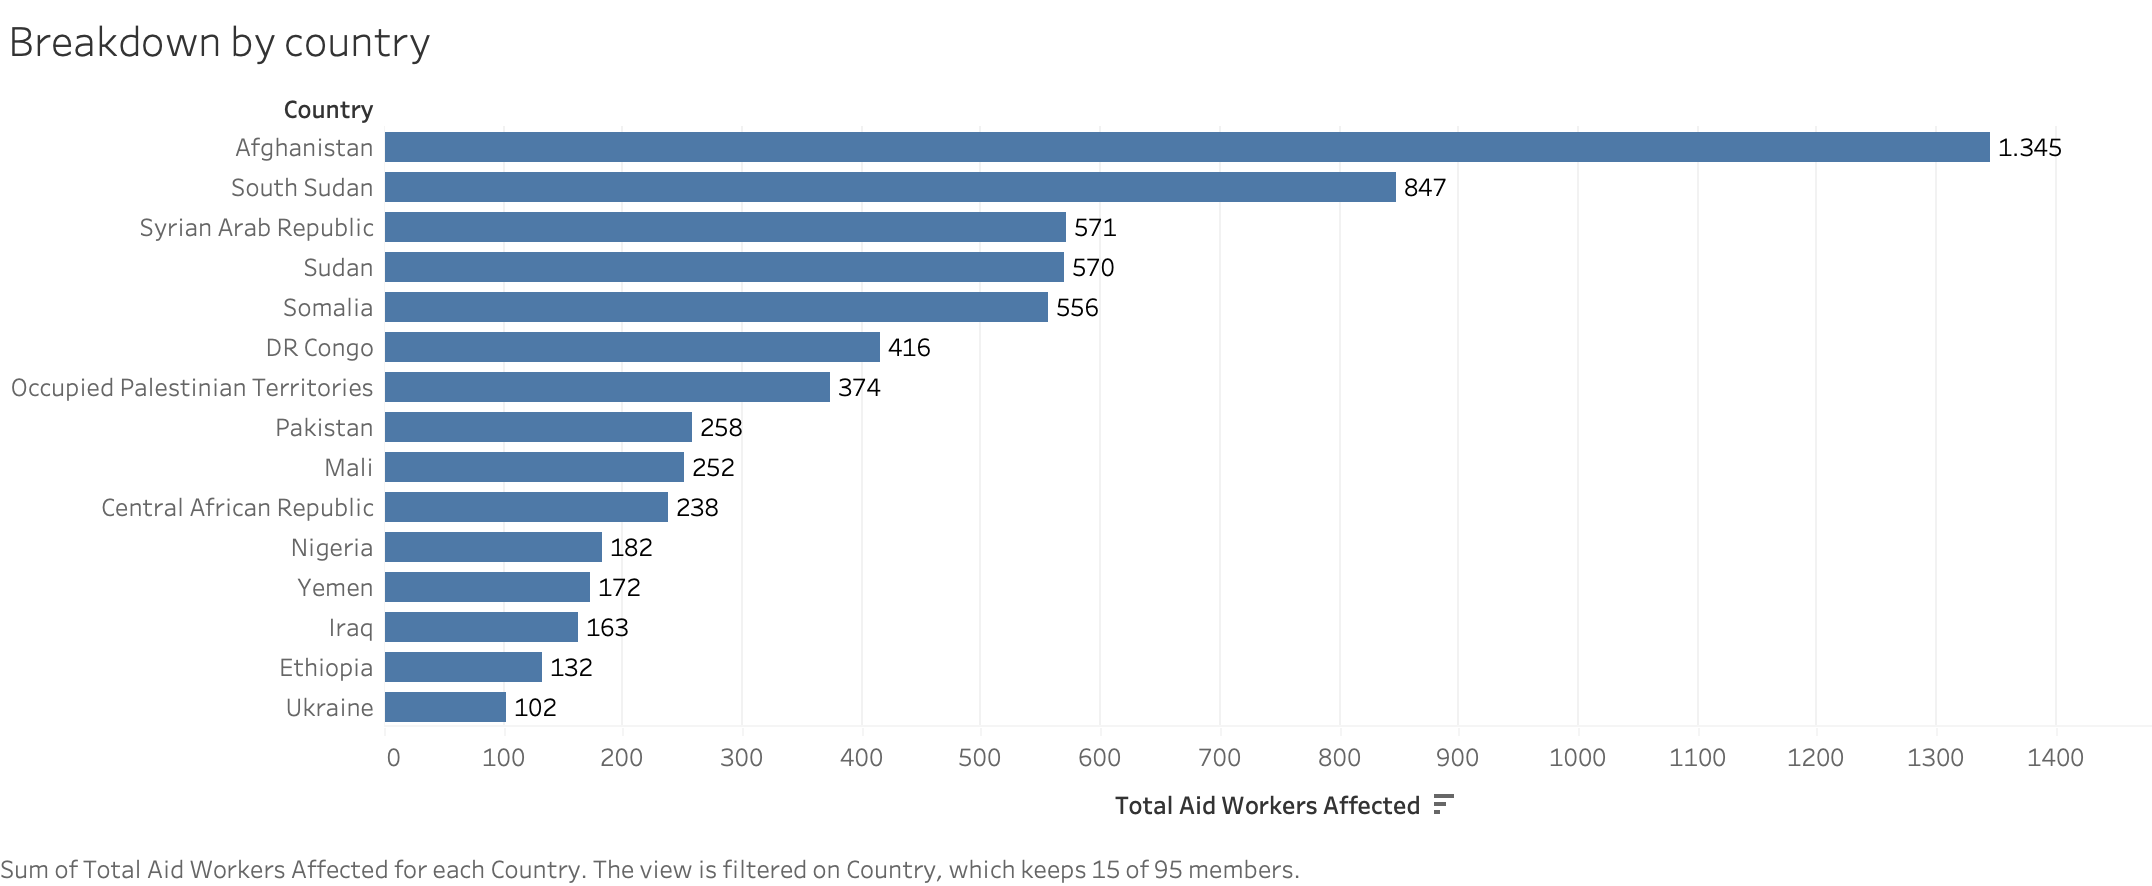 Breakdown by country
Country
Afghanistan 1.345
South Sudan 847
Syrian Arab Republic 571
Sudan 570
Somalia 556
DR Congo 416
Occupied Palestinian Territories 374
Pakistan 258
Mali 252
Central African Republic 238
Nigeria 182
Yemen 172
Iraq 163
Ethiopia 132
Ukraine 102
0 100 200 300 400 500 600 700 800 900 1000 1100 1200 1300 1400
Total Aid Workers Affected
Sum of Total Aid Workers Affected for each Country. The view is filtered on Country, which keeps 15 of 95 members.